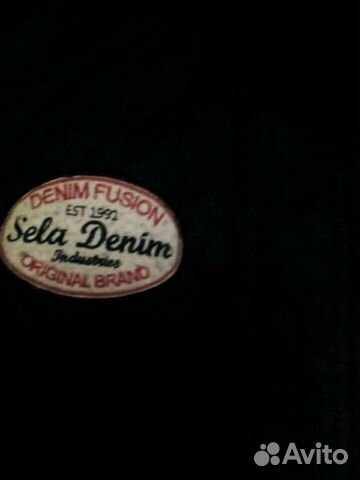 DENIM FUSION
EST 1991
Sela Denim
Industries
ORIGINAL BRAND
Avito